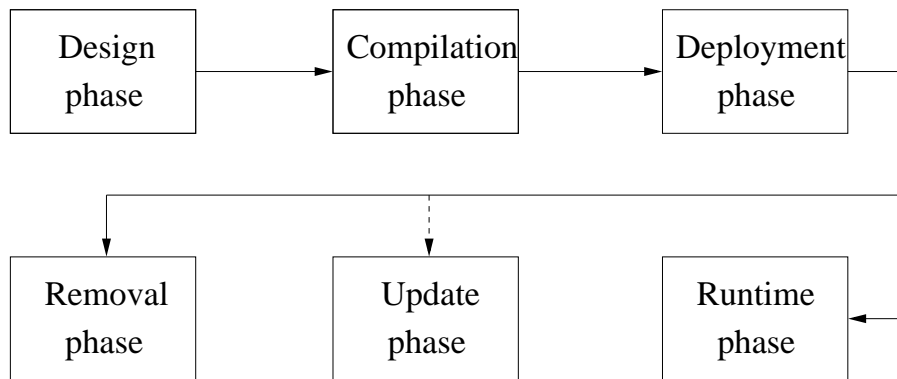 Design
phase
Compilation
phase
Deployment
phase
Removal
phase
Update
phase
Runtime
phase